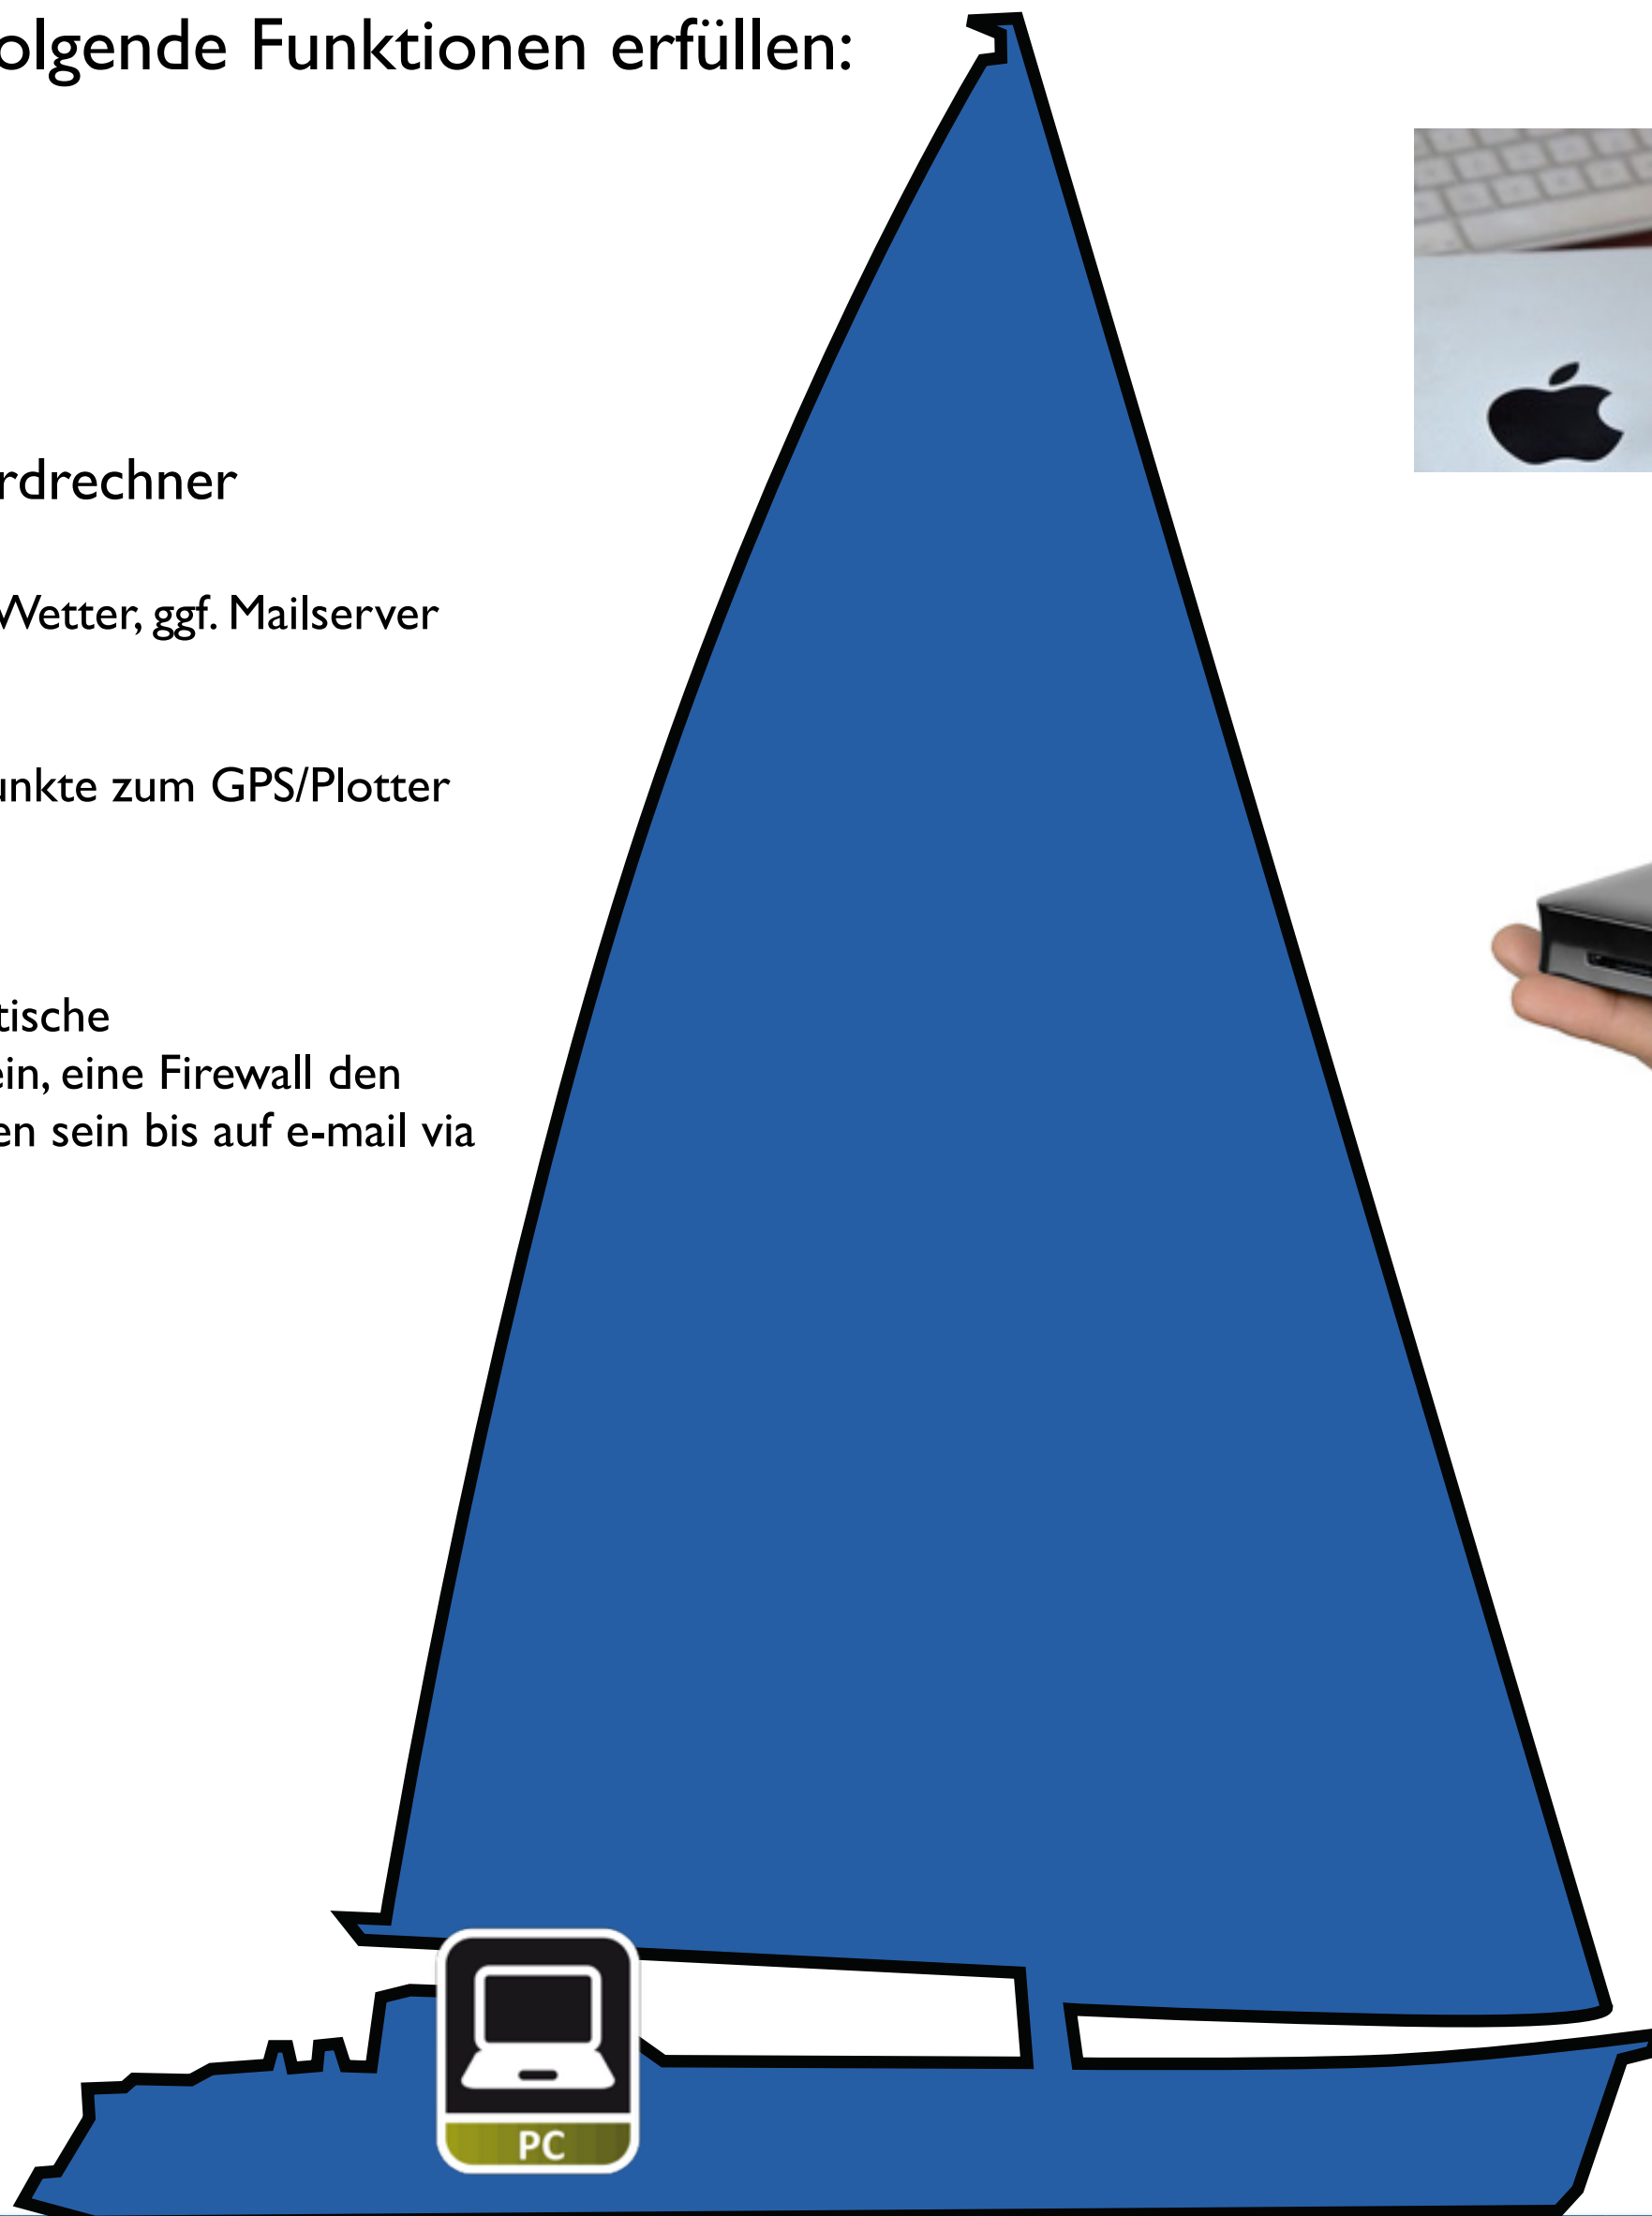 olgende Funktionen erfüllen:
rdrechner
Wetter, ggf. Mailserver
unkte zum GPS/Plotter
tische
ein, eine Firewall den
en sein bis auf e-mail via
PC